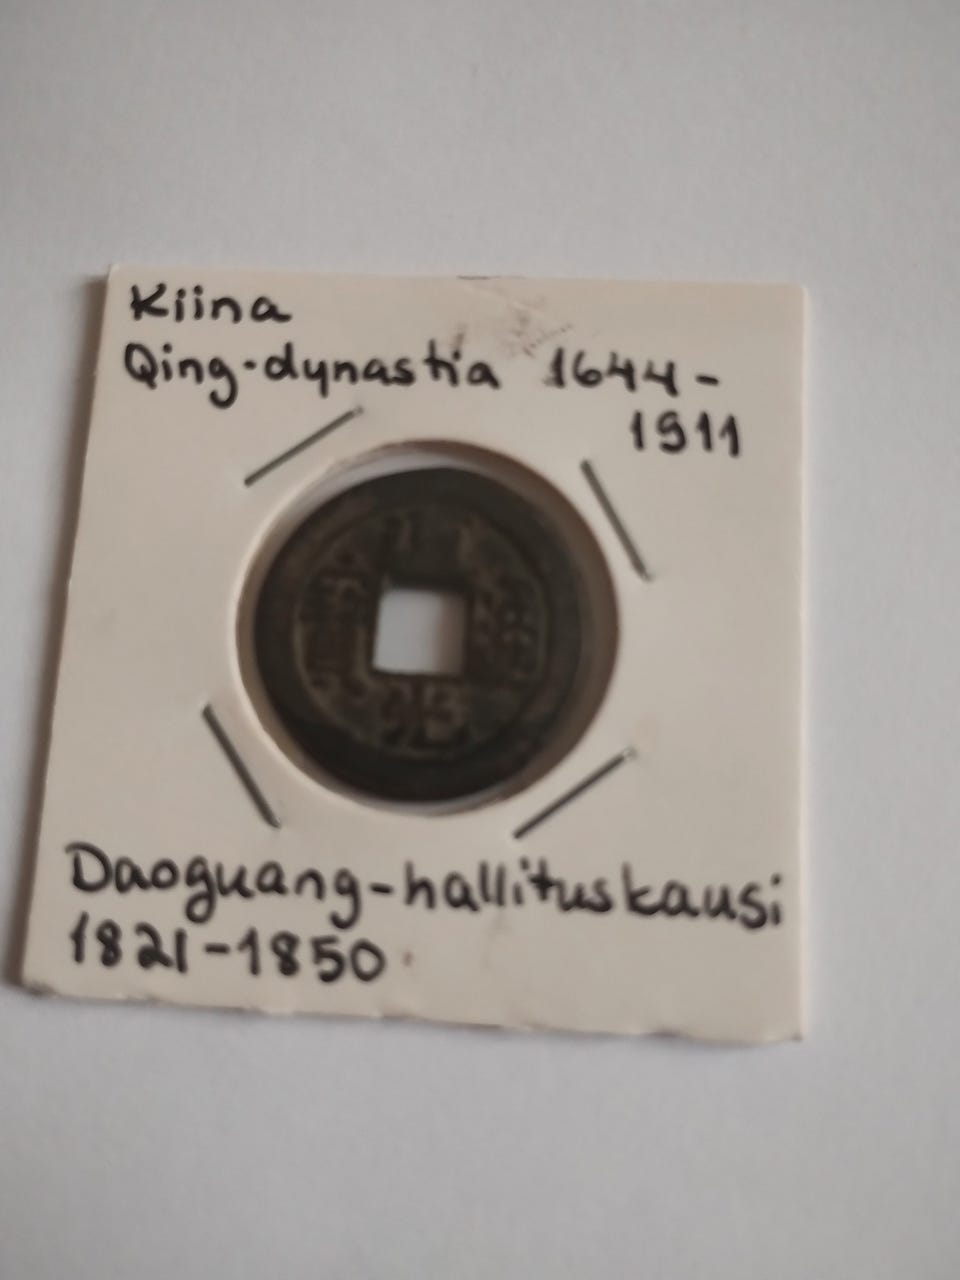 Kiina
Qing-dynastia 1644-
1911
Daoguang-hallituskausi
1821-1850